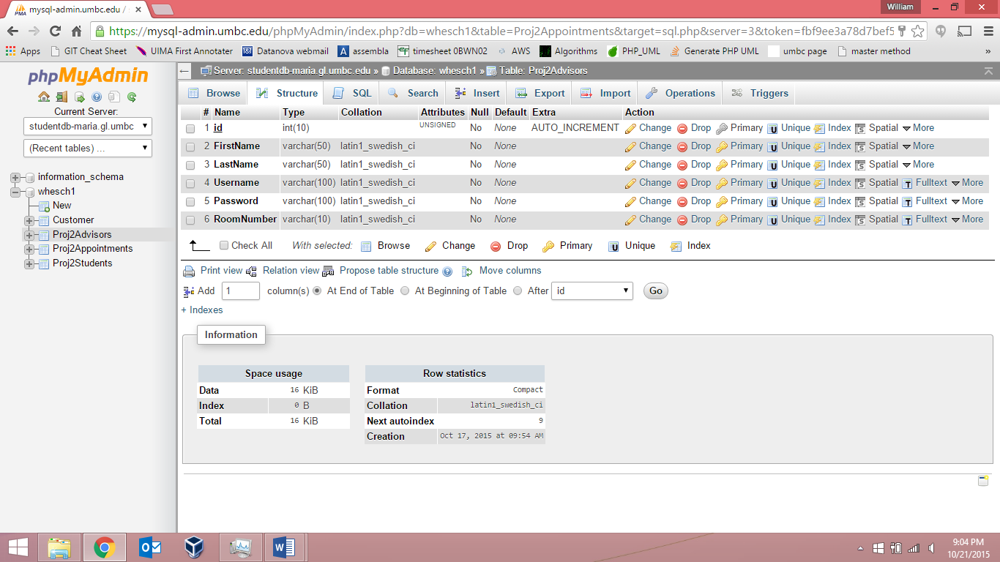 mysql-admin.umbc.edu / 
William
https://mysql-admin.umbc.edu/phpMyAdmin/index.php?db=whesch1&table=Proj2Appointments&target=sql.php&server=3&token=fbf9ee3a78d7bef5
Apps GIT Cheat Sheet UIMA First Annotater Datanova webmail assembla timesheet 0BWN02 AWS Algorithms PHP_UML Generate PHP UML umbc page master method »
phpMyAdmin
Current Server:
studentdb-maria.gl.umbc
(Recent tables) ...
information_schema
whesch1
New
Customer
Proj2Advisors
Proj2Appointments
Proj2Students
Server: studentdb-maria.gl.umbc.edu » Database: whesch1 » Table: Proj2Advisors
Browse Structure SQL Search Insert Export Import Operations Triggers
# Name Type Collation Attributes Null Default Extra Action
1 id int(10) UNSIGNED No None AUTO_INCREMENT Change Drop Primary Unique Index Spatial More
2 FirstName varchar(50) latin1_swedish_ci No None Change Drop Primary Unique Index Spatial More
3 LastName varchar(50) latin1_swedish_ci No None Change Drop Primary Unique Index Spatial More
4 Username varchar(100) latin1_swedish_ci No None Change Drop Primary Unique Index Spatial Fulltext More
5 Password varchar(100) latin1_swedish_ci No None Change Drop Primary Unique Index Spatial Fulltext More
6 RoomNumber varchar(10) latin1_swedish_ci No None Change Drop Primary Unique Index Spatial Fulltext More
Check All With selected: Browse Change Drop Primary Unique Index
Print view Relation view Propose table structure Move columns
Add 1 column(s) At End of Table At Beginning of Table After id Go
+ Indexes
Information
Space usage
Data 16 KiB
Index 0 B
Total 16 KiB
Row statistics
Format Compact
Collation latin1_swedish_ci
Next autoindex 9
Creation Oct 17, 2015 at 09:54 AM
9:04 PM
10/21/2015